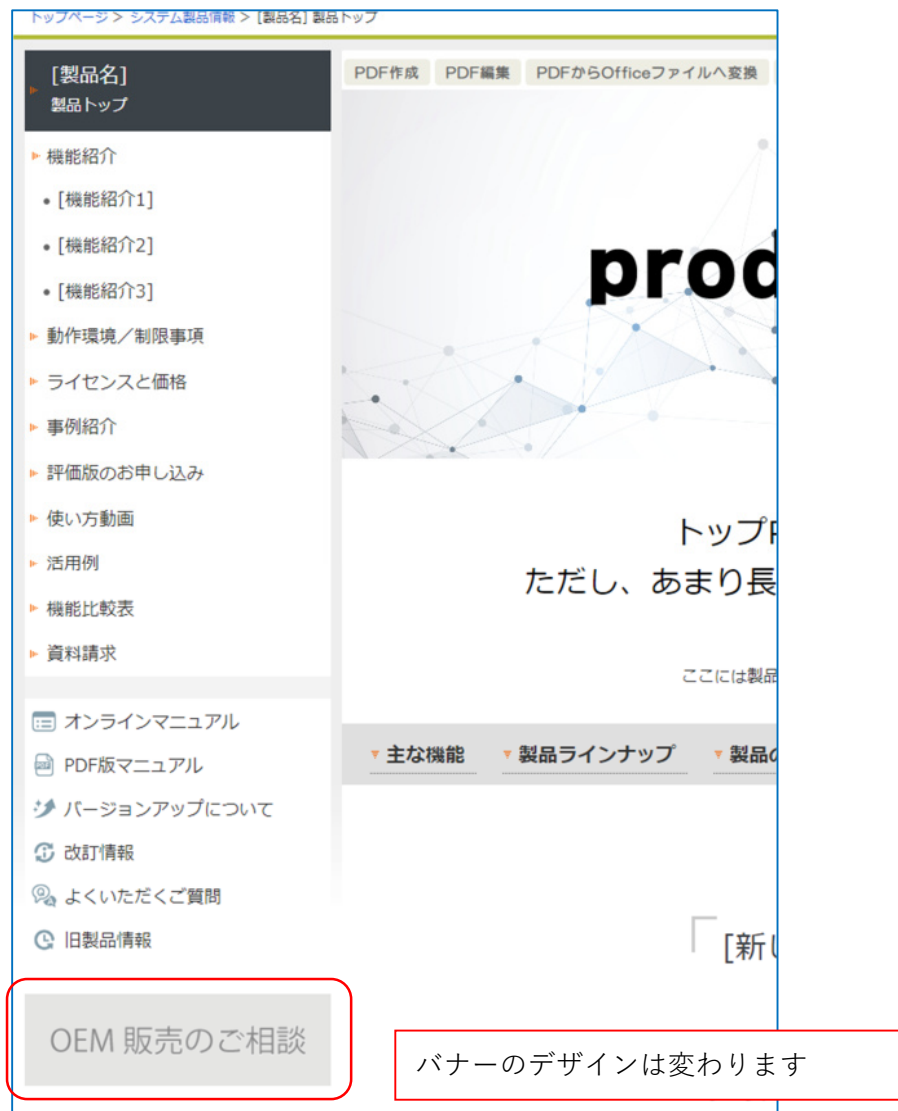 トップページ > システム製品情報 > [製品名] 製品トップ
[製品名]
製品トップ
機能紹介
• [機能紹介1]
• [機能紹介2]
• [機能紹介3]
動作環境／制限事項
ライセンスと価格
事例紹介
評価版のお申し込み
使い方動画
活用例
機能比較表
資料請求
オンラインマニュアル
PDF版マニュアル
バージョンアップについて
改訂情報
よくいただくご質問
旧製品情報
OEM 販売のご相談
PDF作成 PDF編集 PDFからOfficeファイルへ変換
prod
トップP
ただし、あまり長
ここには製品
主な機能 製品ラインナップ 製品の
[新し
バナーのデザインは変わります